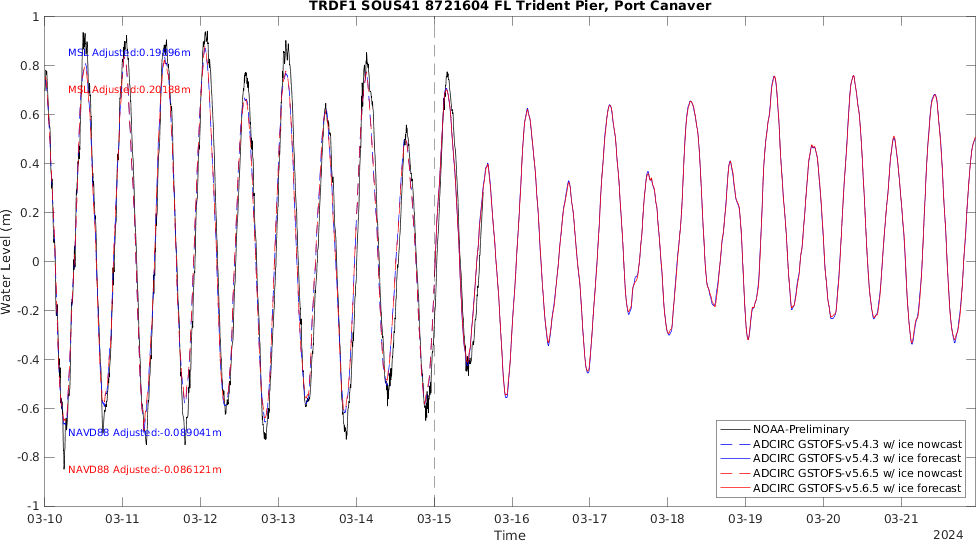 TRDF1 SOUS41 8721604 FL Trident Pier, Port Canaver
1
0.8
0.6
0.4
0.2
0
-0.2
-0.4
-0.6
-0.8
-1
Water Level (m)
MSL Adjusted:0.19896m
MSL Adjusted:0.20188m
NAVD88 Adjusted:-0.089041m
NAVD88 Adjusted:-0.086121m
NOAA-Preliminary
ADCIRC GSTOFS-v5.4.3 w/ ice nowcast
ADCIRC GSTOFS-v5.4.3 w/ ice forecast
ADCIRC GSTOFS-v5.6.5 w/ ice nowcast
ADCIRC GSTOFS-v5.6.5 w/ ice forecast
03-10 03-11 03-12 03-13 03-14 03-15 03-16 03-17 03-18 03-19 03-20 03-21
Time
2024